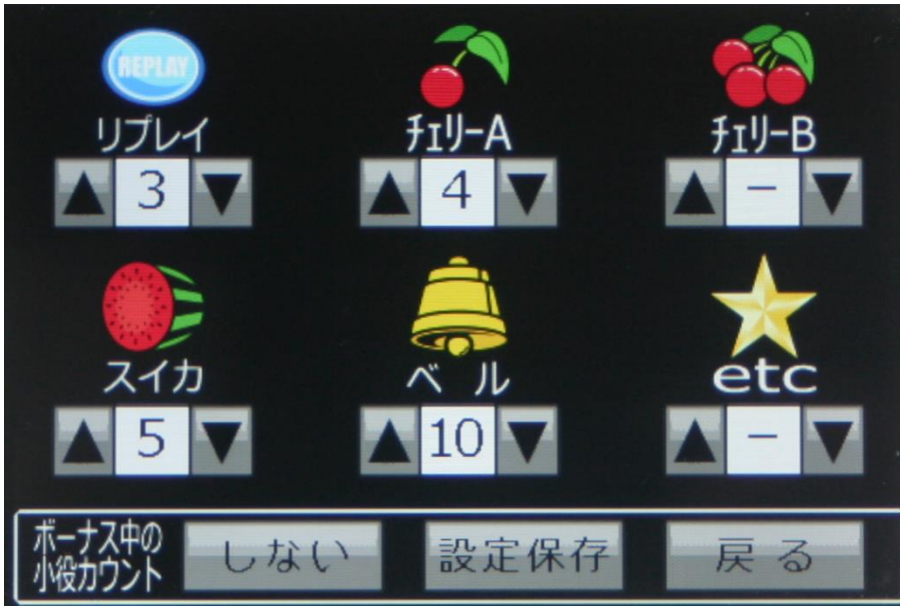 REPLAY
リプレイ
チェリーA
チェリーB
▲ 3 ▼
▲ 4 ▼
▲ − ▼
スイカ
ベル
etc
▲ 5 ▼
▲ 10 ▼
▲ − ▼
ボーナス中の
小役カウント
しない
設定保存
戻る